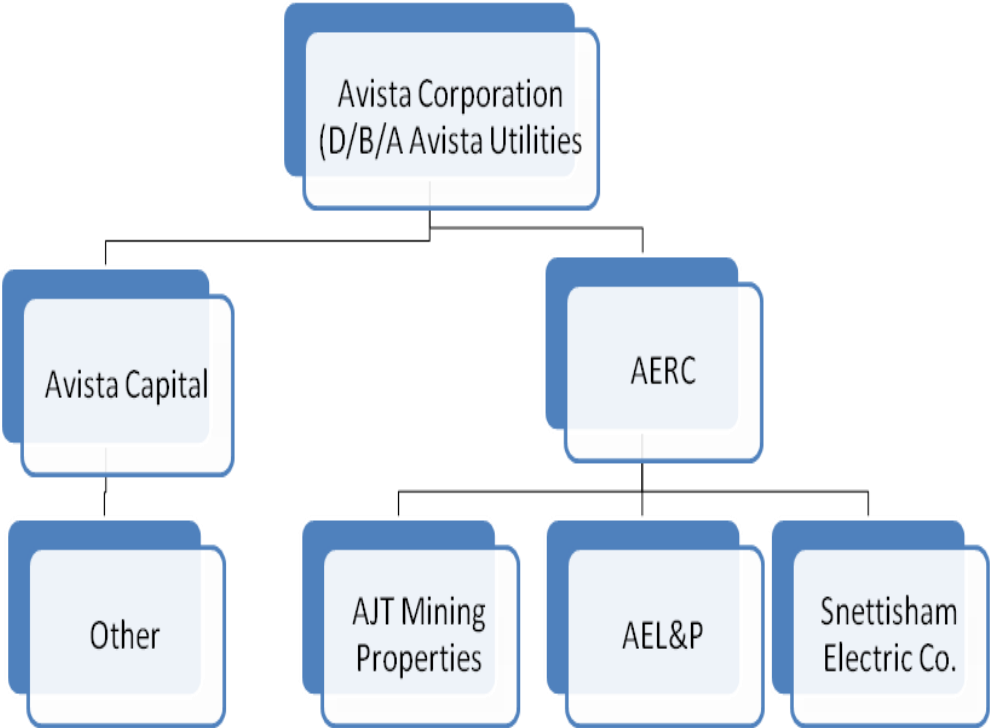 Avista Corporation
(D/B/A Avista Utilities
Avista Capital
AERC
Other
AJT Mining
Properties
AEL&P
Snettisham
Electric Co.